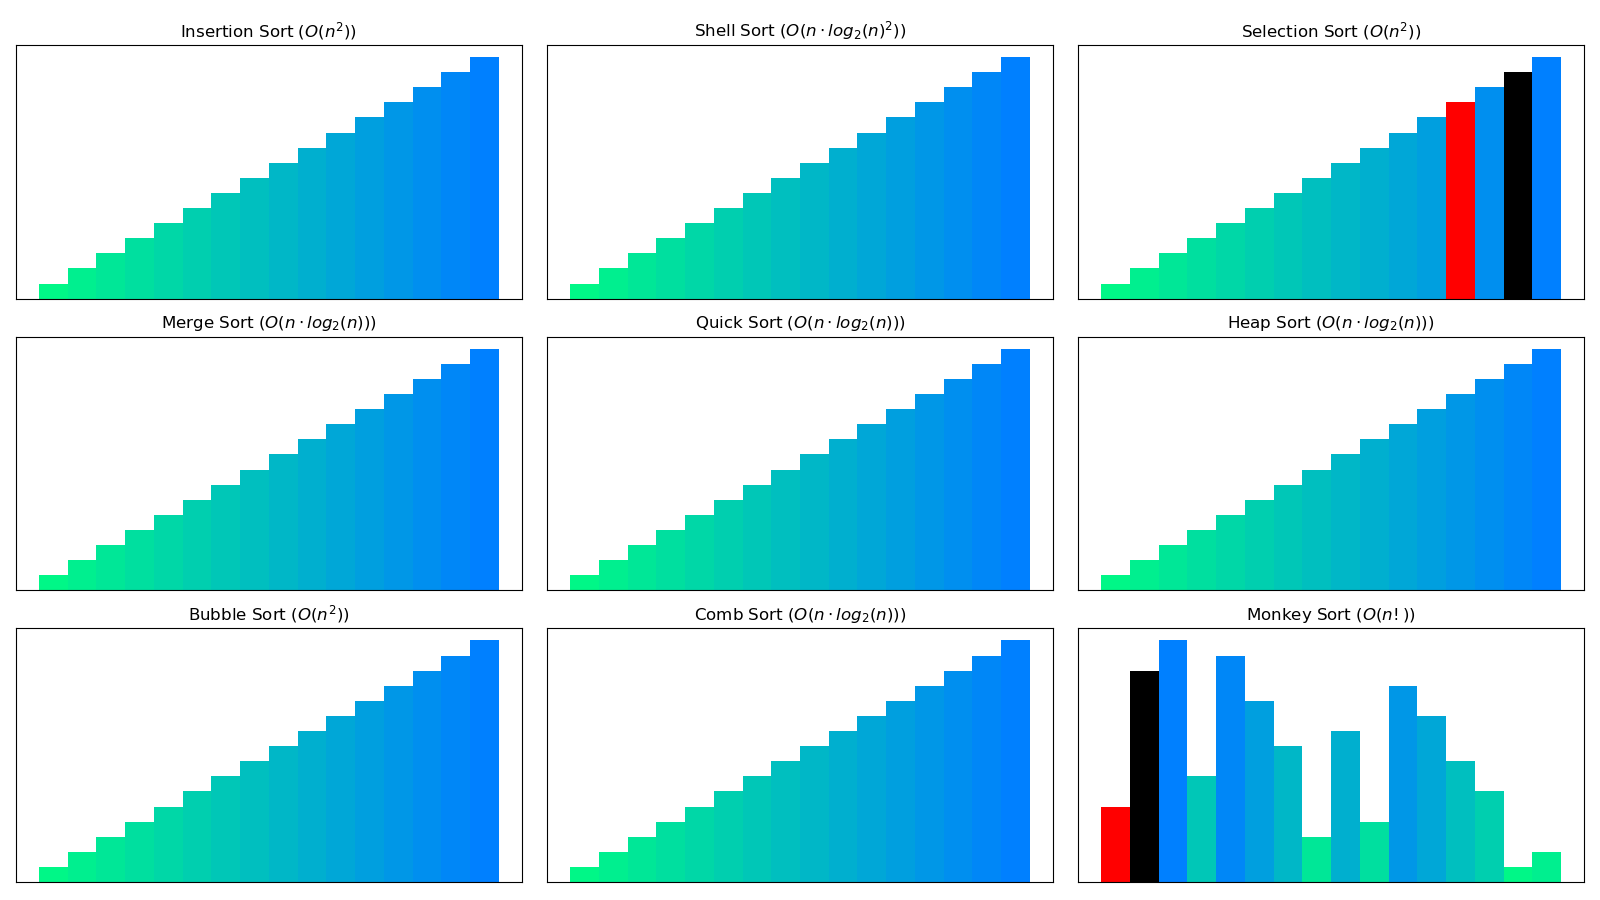 Insertion Sort (O(n²))
Shell Sort (O(n · log₂(n)²))
Selection Sort (O(n²))
Merge Sort (O(n · log₂(n)))
Quick Sort (O(n · log₂(n)))
Heap Sort (O(n · log₂(n)))
Bubble Sort (O(n²))
Comb Sort (O(n · log₂(n)))
Monkey Sort (O(n!))